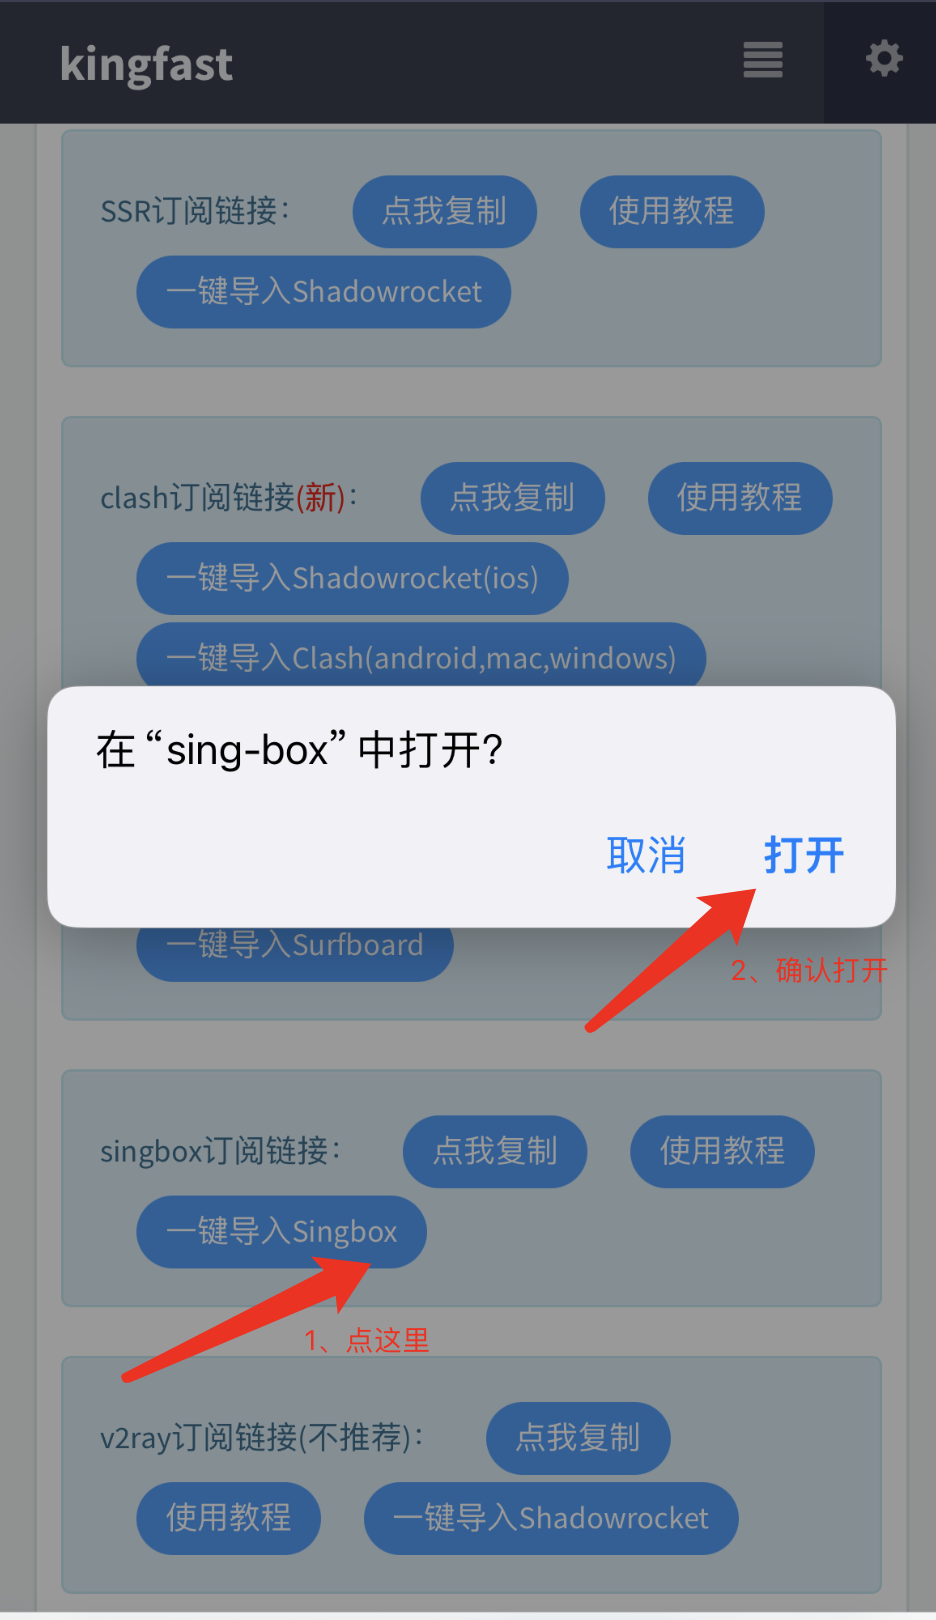 kingfast
SSR订阅链接： 点我复制 使用教程
一键导入Shadowrocket
clash订阅链接(新)： 点我复制 使用教程
一键导入Shadowrocket(ios)
一键导入Clash(android,mac,windows)
在 “sing-box” 中打开?
取消 打开
一键导入Surfboard
2、确认打开
singbox订阅链接： 点我复制 使用教程
一键导入Singbox
1、点这里
v2ray订阅链接(不推荐)： 点我复制
使用教程 一键导入Shadowrocket